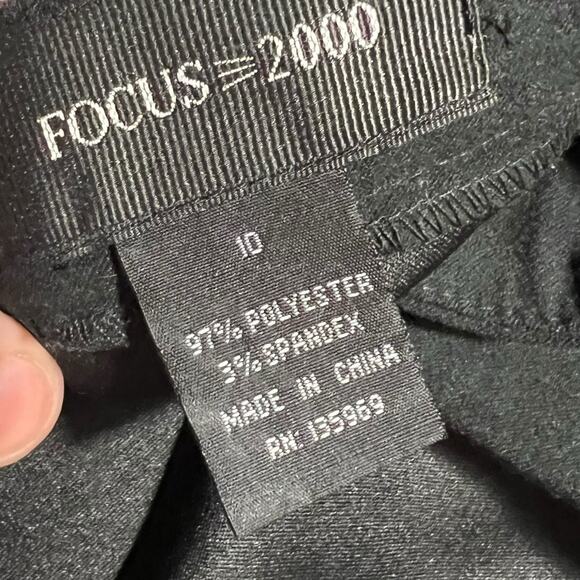 FOCUS 2000
10
97% POLYESTER
3% SPANDEX
MADE IN CHINA
RN: 135969